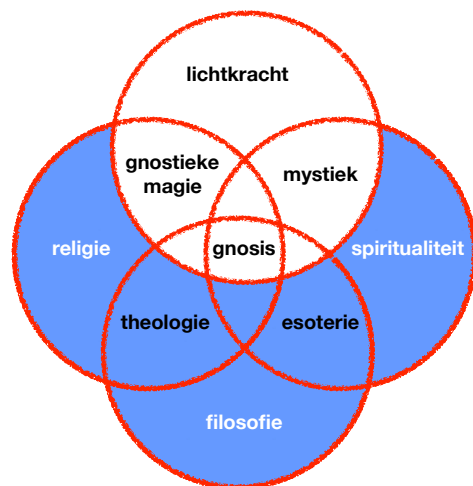 lichtkracht
gnostieke
magie
mystiek
religie
gnosis
spiritualiteit
theologie
esoterie
filosofie